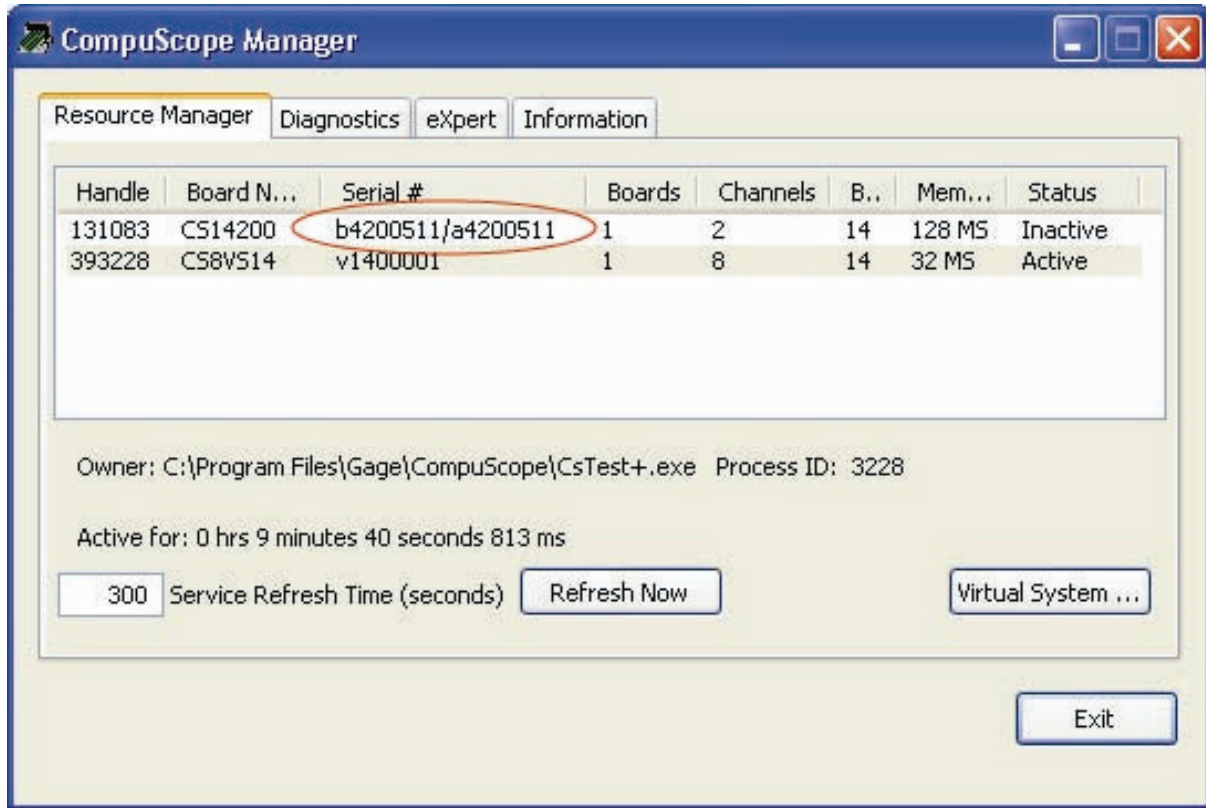 CompuScope Manager
Resource Manager Diagnostics eXpert Information
Handle Board N... Serial # Boards Channels B.. Mem... Status
131083 CS14200 b4200511/a4200511 1 2 14 128 MS Inactive
393228 CS8VS14 v1400001 1 8 14 32 MS Active
Owner: C:\Program Files\Gage\CompuScope\CsTest+.exe Process ID: 3228
Active for: 0 hrs 9 minutes 40 seconds 813 ms
300 Service Refresh Time (seconds) Refresh Now Virtual System ...
Exit